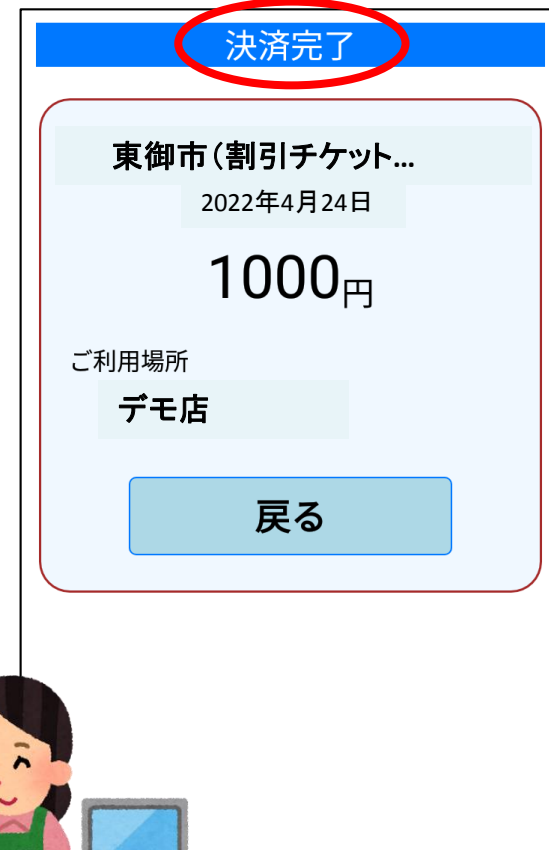 決済完了
東御市（割引チケット...
2022年4月24日
1000円
ご利用場所
デモ店
戻る